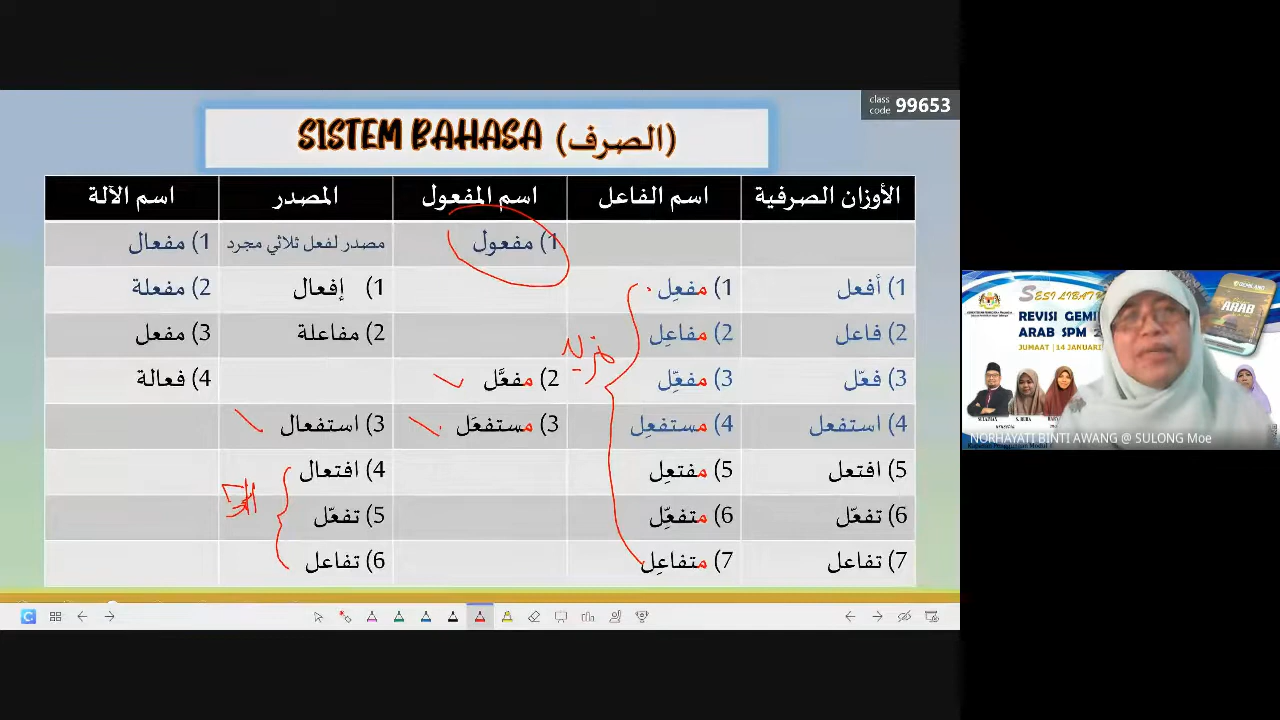 class code 99653
SISTEM BAHASA (الصرف)
الأوزان الصرفية اسم الفاعل اسم المفعول المصدر اسم الآلة
1) مفعول مصدر لفعل ثلاثي مجرد 1) مفعال
1) أفعل 1) مفعِل 1) إفعال 2) مفعلة
2) فاعل 2) مفاعِل 2) مفاعلة 3) مفعل
3) فعّل 3) مفعّل 2) مفعَّل 4) فعالة
4) استفعل 4) مستفعِل 3) مستفعَل 3) استفعال
5) افتعل 5) مفتعِل 4) افتعال
6) تفعّل 6) متفعِّل 5) تفعّل
7) تفاعل 7) متفاعِل 6) تفاعل
SESI LIBAT
REVISI GEMI
ARAB SPM 2
JUMAAT | 14 JANUARI
ARAB
NORHAYATI BINTI AWANG @ SULONG Moe